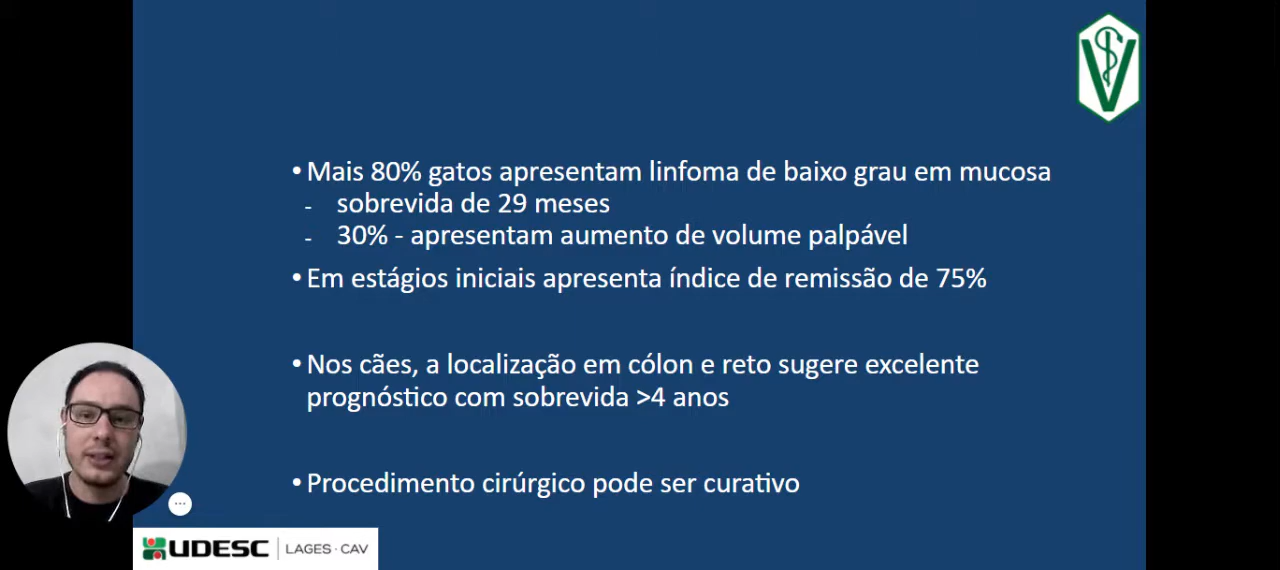 • Mais 80% gatos apresentam linfoma de baixo grau em mucosa
- sobrevida de 29 meses
- 30% - apresentam aumento de volume palpável
• Em estágios iniciais apresenta índice de remissão de 75%
• Nos cães, a localização em cólon e reto sugere excelente
prognóstico com sobrevida >4 anos
• Procedimento cirúrgico pode ser curativo
UDESC | LAGES · CAV
V